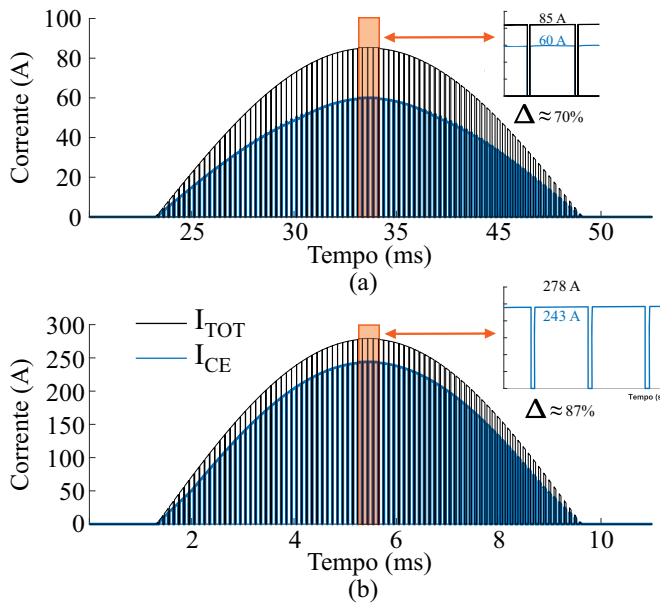 100
80
60
40
20
0
Corrente (A)
85 A
60 A
Δ ≈ 70%
25 30 35 45 50
Tempo (ms)
(a)
300
250
200
150
100
50
0
Corrente (A)
I_TOT
I_CE
278 A
243 A
Tempo (s
Δ ≈ 87%
2 4 6 8 10
Tempo (ms)
(b)